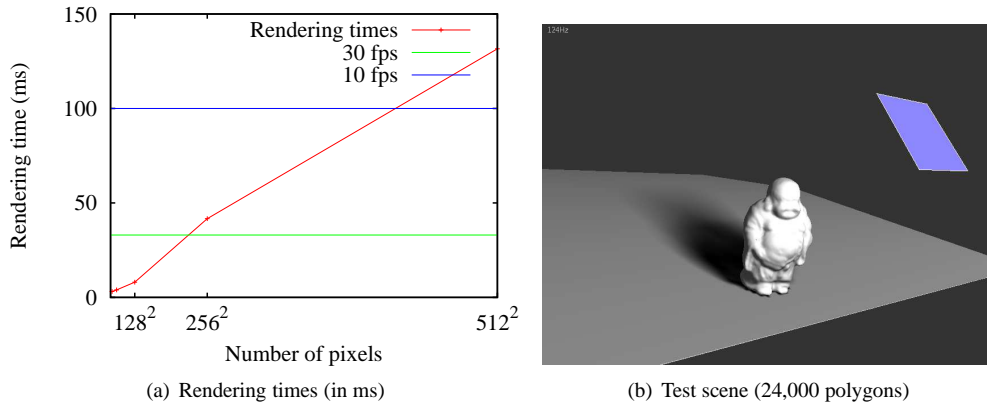 150
100
50
0
Rendering time (ms)
Rendering times
30 fps
10 fps
128² 256² 512²
Number of pixels
(a) Rendering times (in ms)
124Hz
(b) Test scene (24,000 polygons)